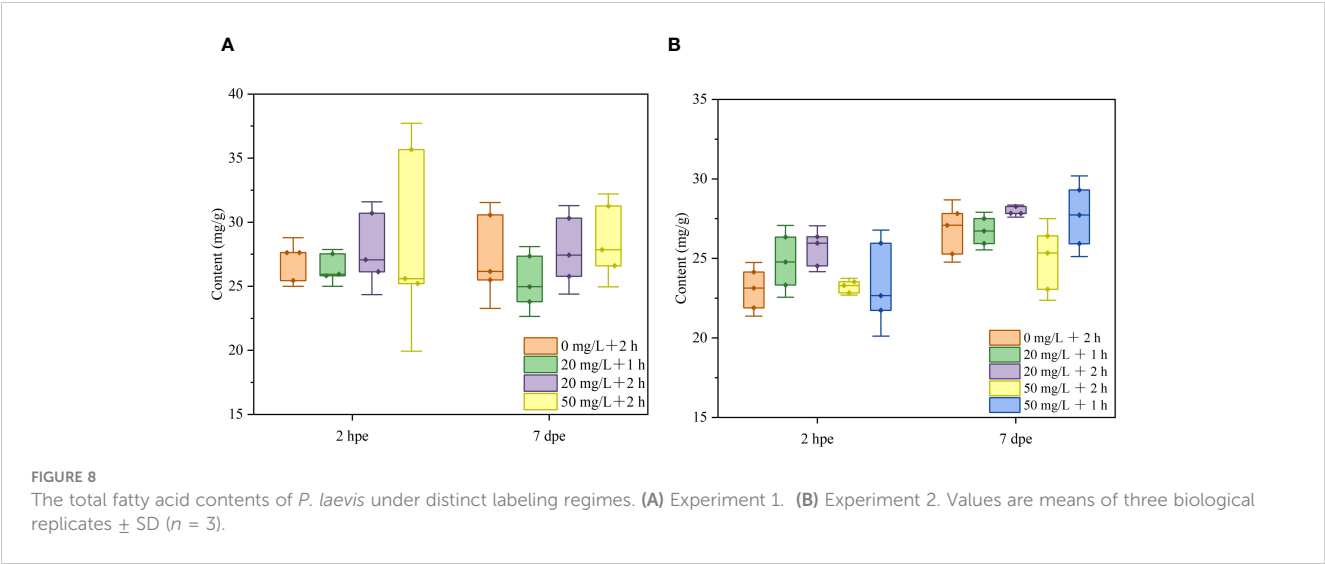 A
B
40
35
30
25
20
15
Content (mg/g)
2 hpe
7 dpe
0 mg/L+2 h
20 mg/L+1 h
20 mg/L+2 h
50 mg/L+2 h
35
30
25
20
15
Content (mg/g)
2 hpe
7 dpe
0 mg/L + 2 h
20 mg/L + 1 h
20 mg/L + 2 h
50 mg/L + 2 h
50 mg/L + 1 h
FIGURE 8
The total fatty acid contents of P. laevis under distinct labeling regimes. (A) Experiment 1. (B) Experiment 2. Values are means of three biological
replicates ± SD (n = 3).